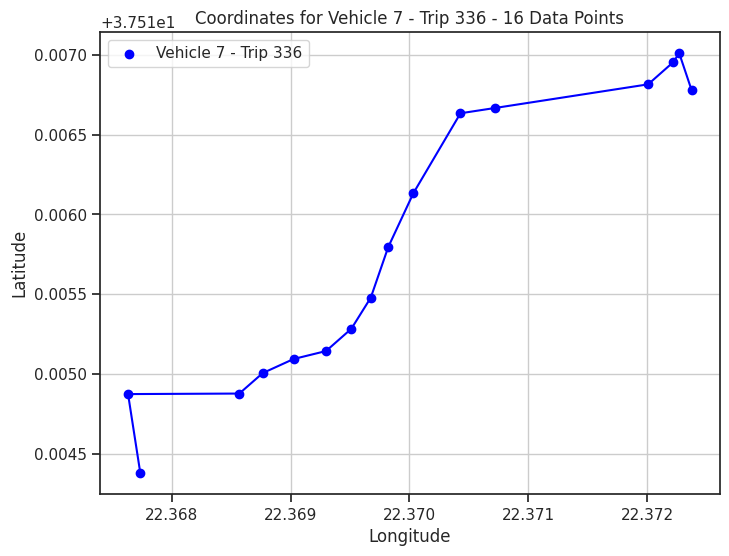 Coordinates for Vehicle 7 - Trip 336 - 16 Data Points
+3.751e1
Vehicle 7 - Trip 336
0.0070
0.0065
0.0060
0.0055
0.0050
0.0045
Latitude
22.368 22.369 22.370 22.371 22.372
Longitude